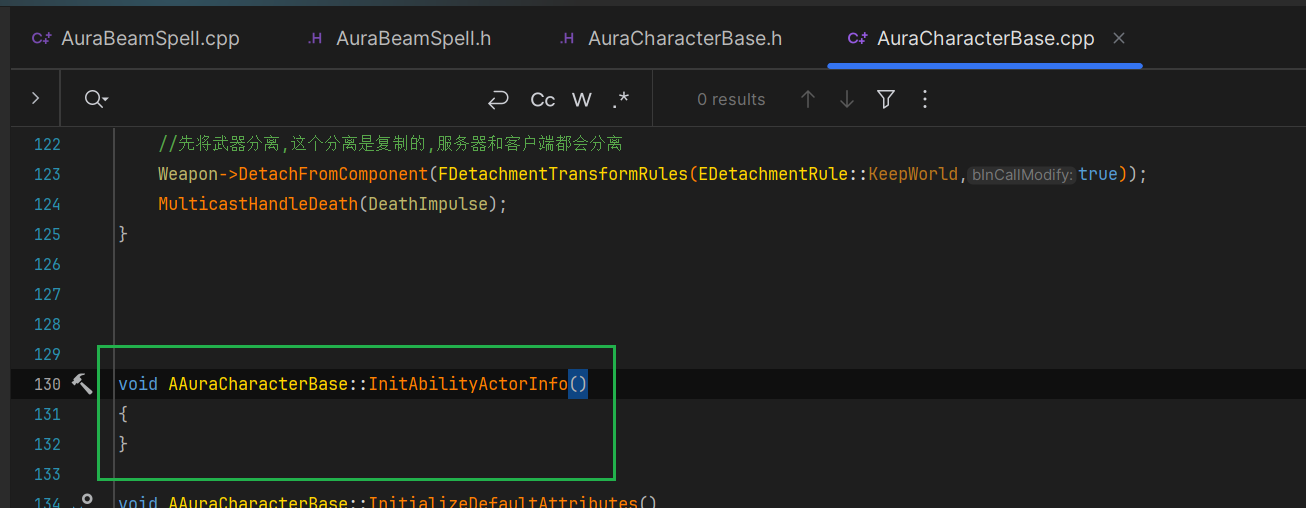 C++ AuraBeamSpell.cpp .H AuraBeamSpell.h .H AuraCharacterBase.h C++ AuraCharacterBase.cpp ×
Cc W .* 0 results
122 //先将武器分离,这个分离是复制的,服务器和客户端都会分离
123 Weapon->DetachFromComponent(FDetachmentTransformRules(EDetachmentRule::KeepWorld, bInCallModify: true));
124 MulticastHandleDeath(DeathImpulse);
125 }
126
127
128
129
130 void AAuraCharacterBase::InitAbilityActorInfo()
131 {
132 }
133
134 void AAuraCharacterBase::InitializeDefaultAttributes()